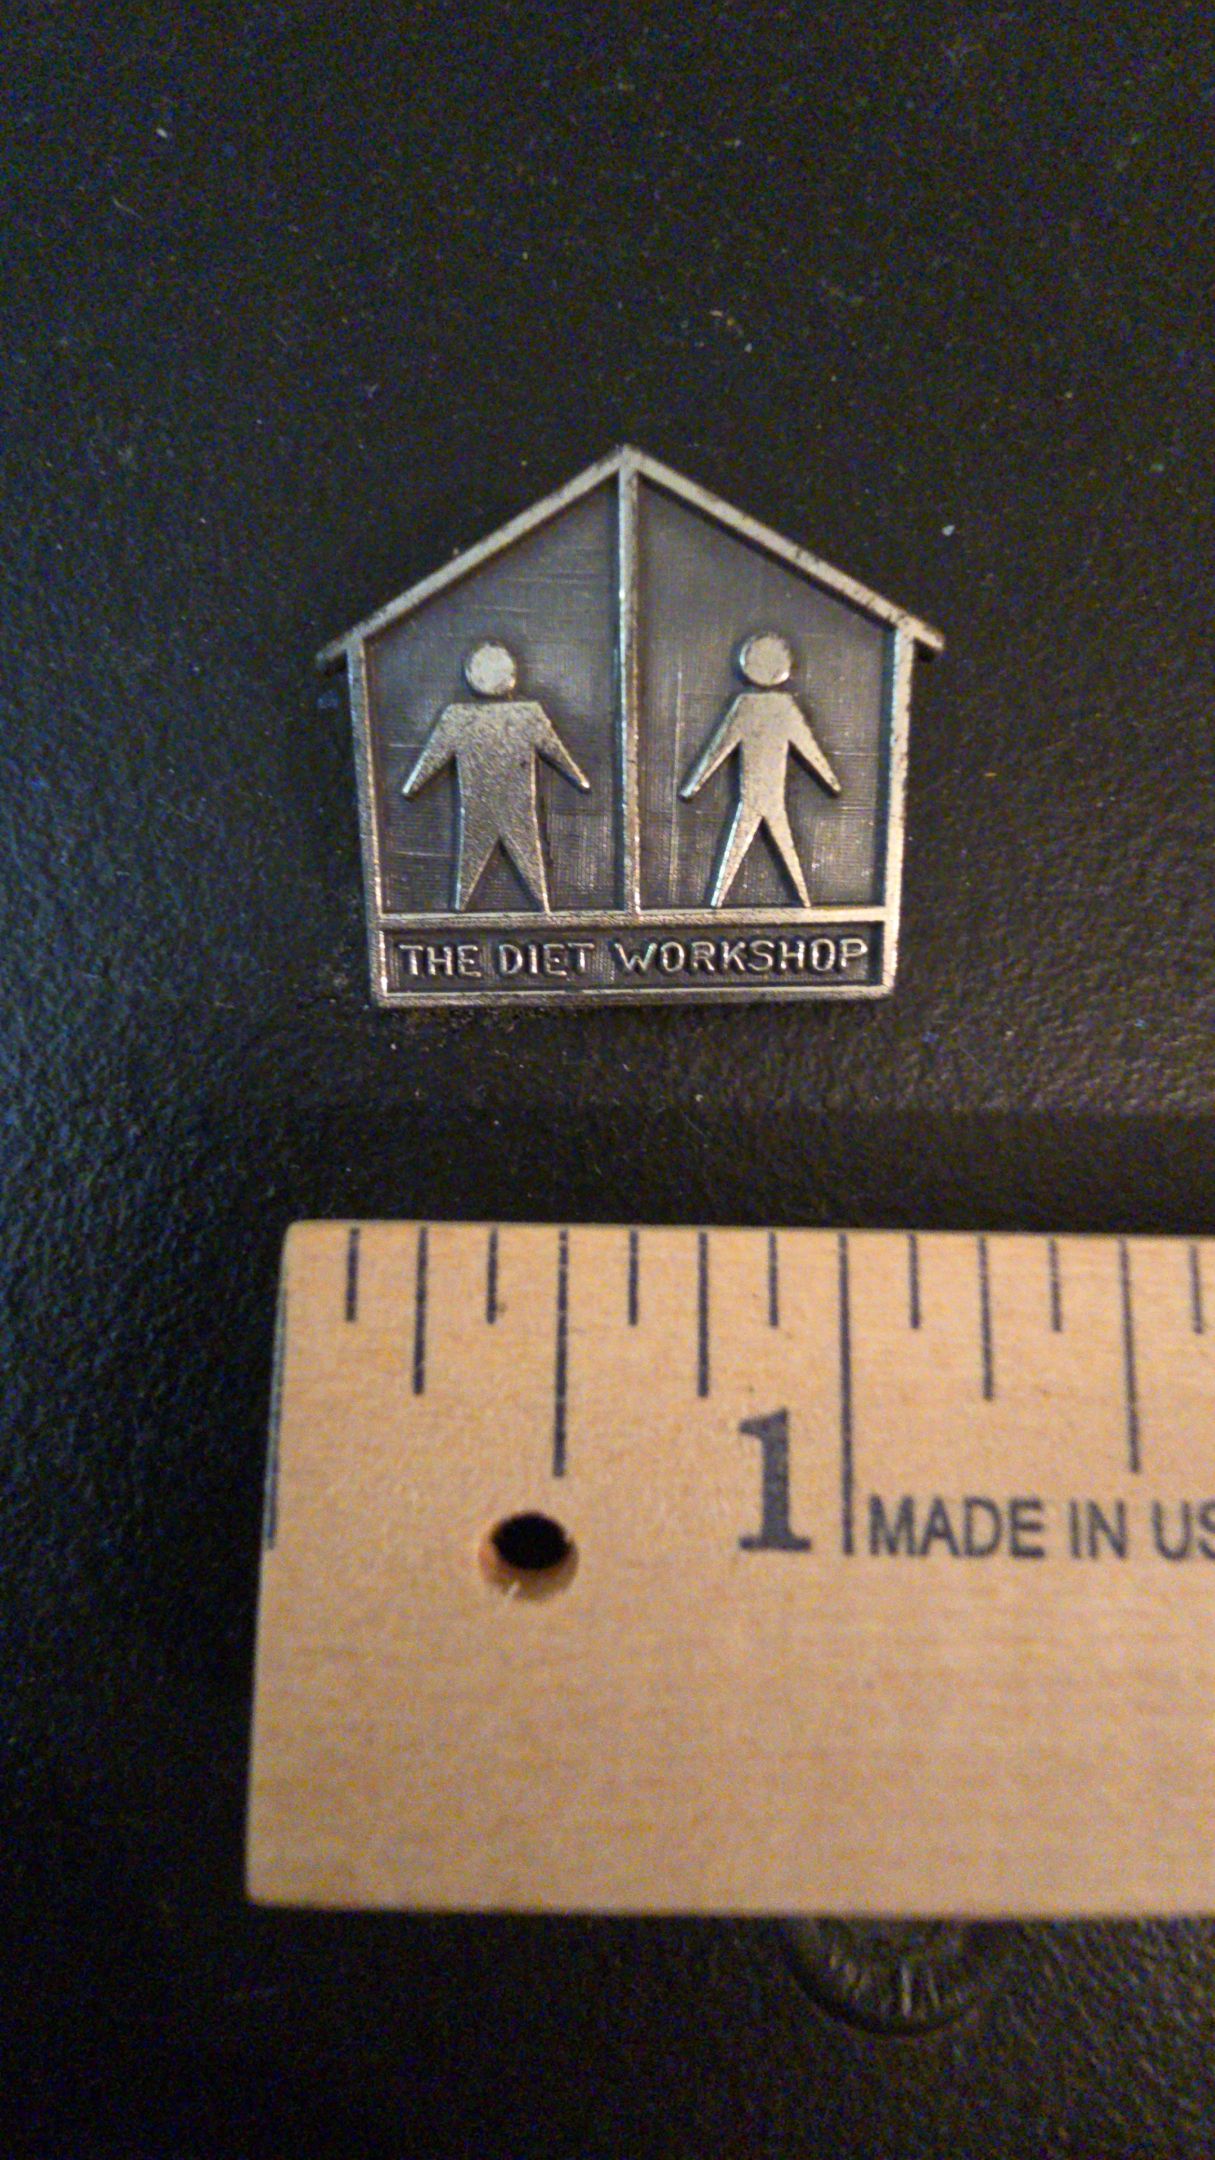 THE DIET WORKSHOP
1
MADE IN US